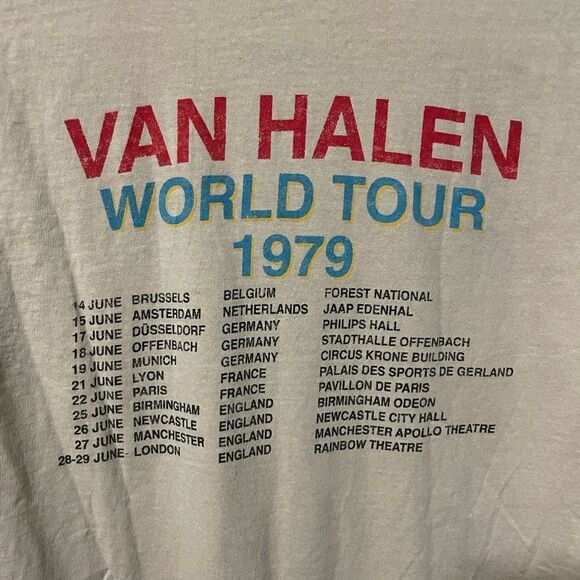 VAN HALEN
WORLD TOUR
1979
14 JUNE BRUSSELS BELGIUM FOREST NATIONAL
15 JUNE AMSTERDAM NETHERLANDS JAAP EDENHAL
17 JUNE DÜSSELDORF GERMANY PHILIPS HALL
18 JUNE OFFENBACH GERMANY STADTHALLE OFFENBACH
19 JUNE MUNICH GERMANY CIRCUS KRONE BUILDING
21 JUNE LYON FRANCE PALAIS DES SPORTS DE GERLAND
22 JUNE PARIS FRANCE PAVILLON DE PARIS
25 JUNE BIRMINGHAM ENGLAND BIRMINGHAM ODEON
26 JUNE NEWCASTLE ENGLAND NEWCASTLE CITY HALL
27 JUNE MANCHESTER ENGLAND MANCHESTER APOLLO THEATRE
28-29 JUNE LONDON ENGLAND RAINBOW THEATRE